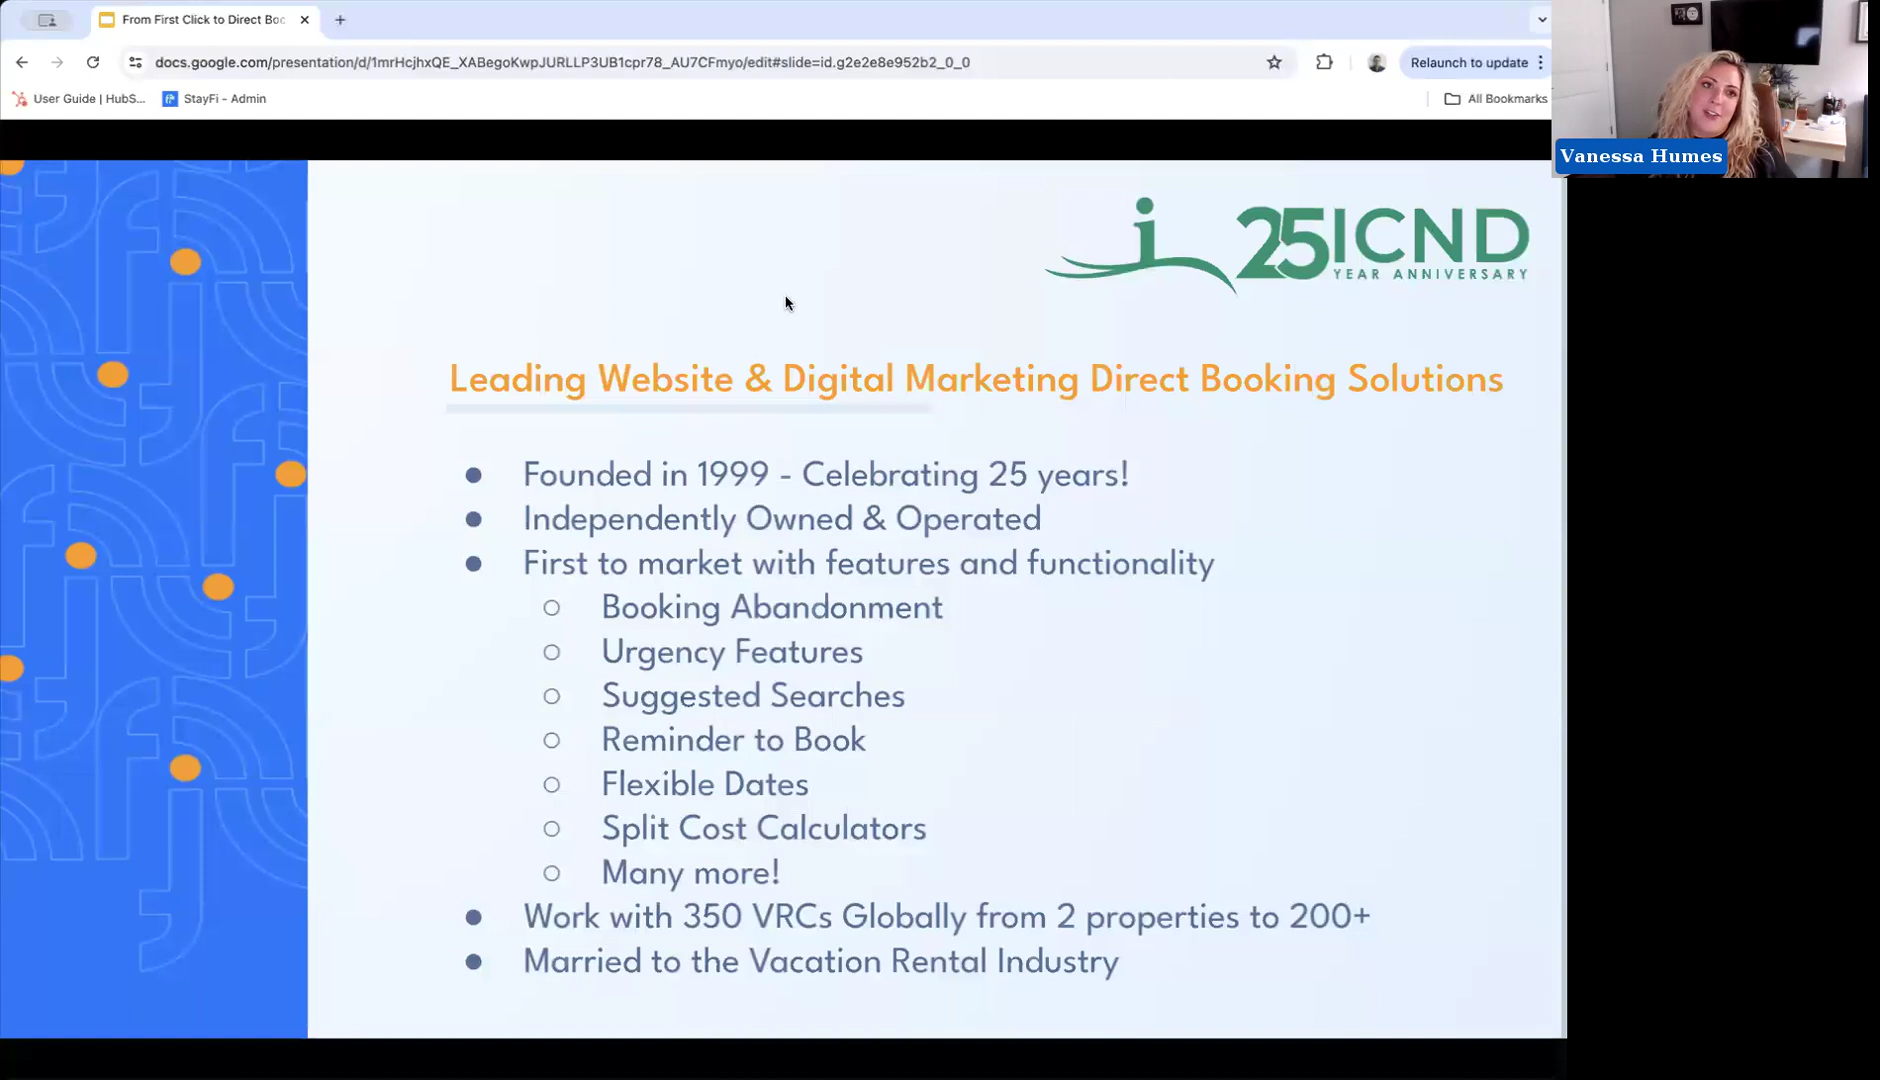 From First Click to Direct Boo
docs.google.com/presentation/d/1mrHcjhxQE_XABegoKwpJURLLP3UB1cpr78_AU7CFmyo/edit#slide=id.g2e2e8e952b2_0_0
Relaunch to update
User Guide | HubS...
StayFi - Admin
All Bookmarks
Vanessa Humes
i 25 ICND
YEAR ANNIVERSARY
Leading Website & Digital Marketing Direct Booking Solutions
● Founded in 1999 - Celebrating 25 years!
● Independently Owned & Operated
● First to market with features and functionality
○ Booking Abandonment
○ Urgency Features
○ Suggested Searches
○ Reminder to Book
○ Flexible Dates
○ Split Cost Calculators
○ Many more!
● Work with 350 VRCs Globally from 2 properties to 200+
● Married to the Vacation Rental Industry